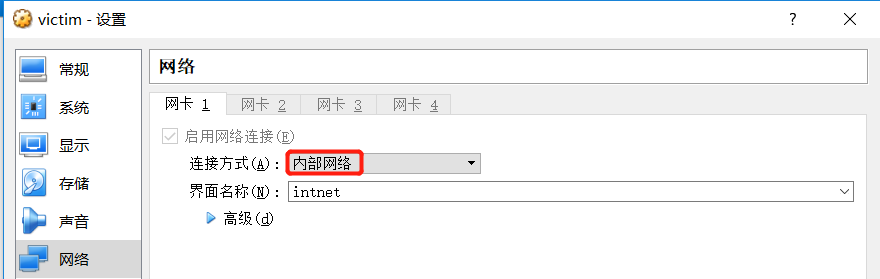 victim - 设置
?
常规
系统
显示
存储
声音
网络
网络
网卡 1 网卡 2 网卡 3 网卡 4
启用网络连接(E)
连接方式(A): 内部网络
界面名称(N): intnet
高级(d)